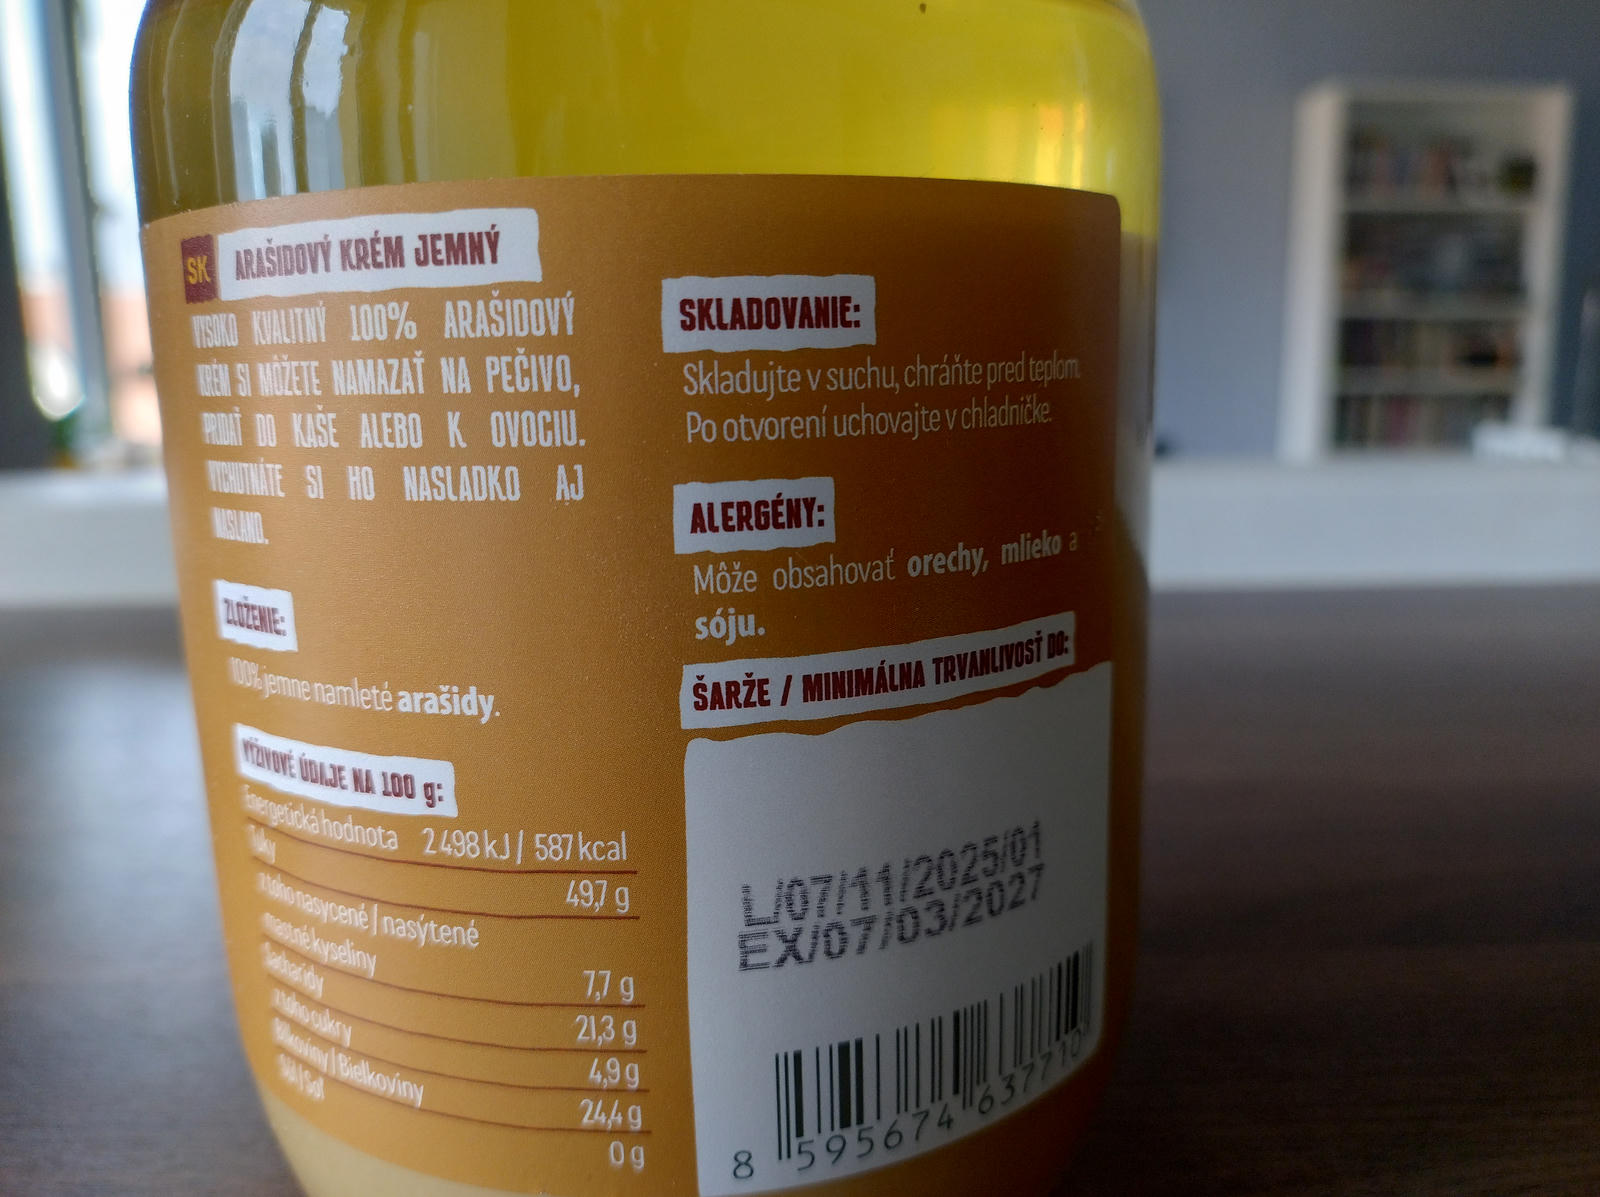 SK ARAŠIDOVÝ KRÉM JEMNÝ
VYSOKO KVALITNÝ 100% ARAŠIDOVÝ
KRÉM SI MÔŽETE NAMAZAŤ NA PEČIVO,
PRIDAŤ DO KAŠE ALEBO K OVOCIU.
VYCHUTNÁTE SI HO NASLADKO AJ
NASLANO.
ZLOŽENIE:
100% jemne namleté arašidy.
VÝŽIVOVÉ ÚDAJE NA 100 g:
Energetická hodnota 2 498 kJ / 587 kcal
Tuky 49,7 g
z toho nasycené / nasýtené
mastné kyseliny 7,7 g
Sacharidy 21,3 g
z toho cukry 4,9 g
Bílkoviny / Bielkoviny 24,4 g
Sůl / Soľ 0 g
SKLADOVANIE:
Skladujte v suchu, chráňte pred teplom.
Po otvorení uchovajte v chladničke.
ALERGÉNY:
Môže obsahovať orechy, mlieko a
sóju.
ŠARŽE / MINIMÁLNA TRVANLIVOSŤ DO:
L/07/11/2025/01
EX/07/03/2027
8 595674 637710